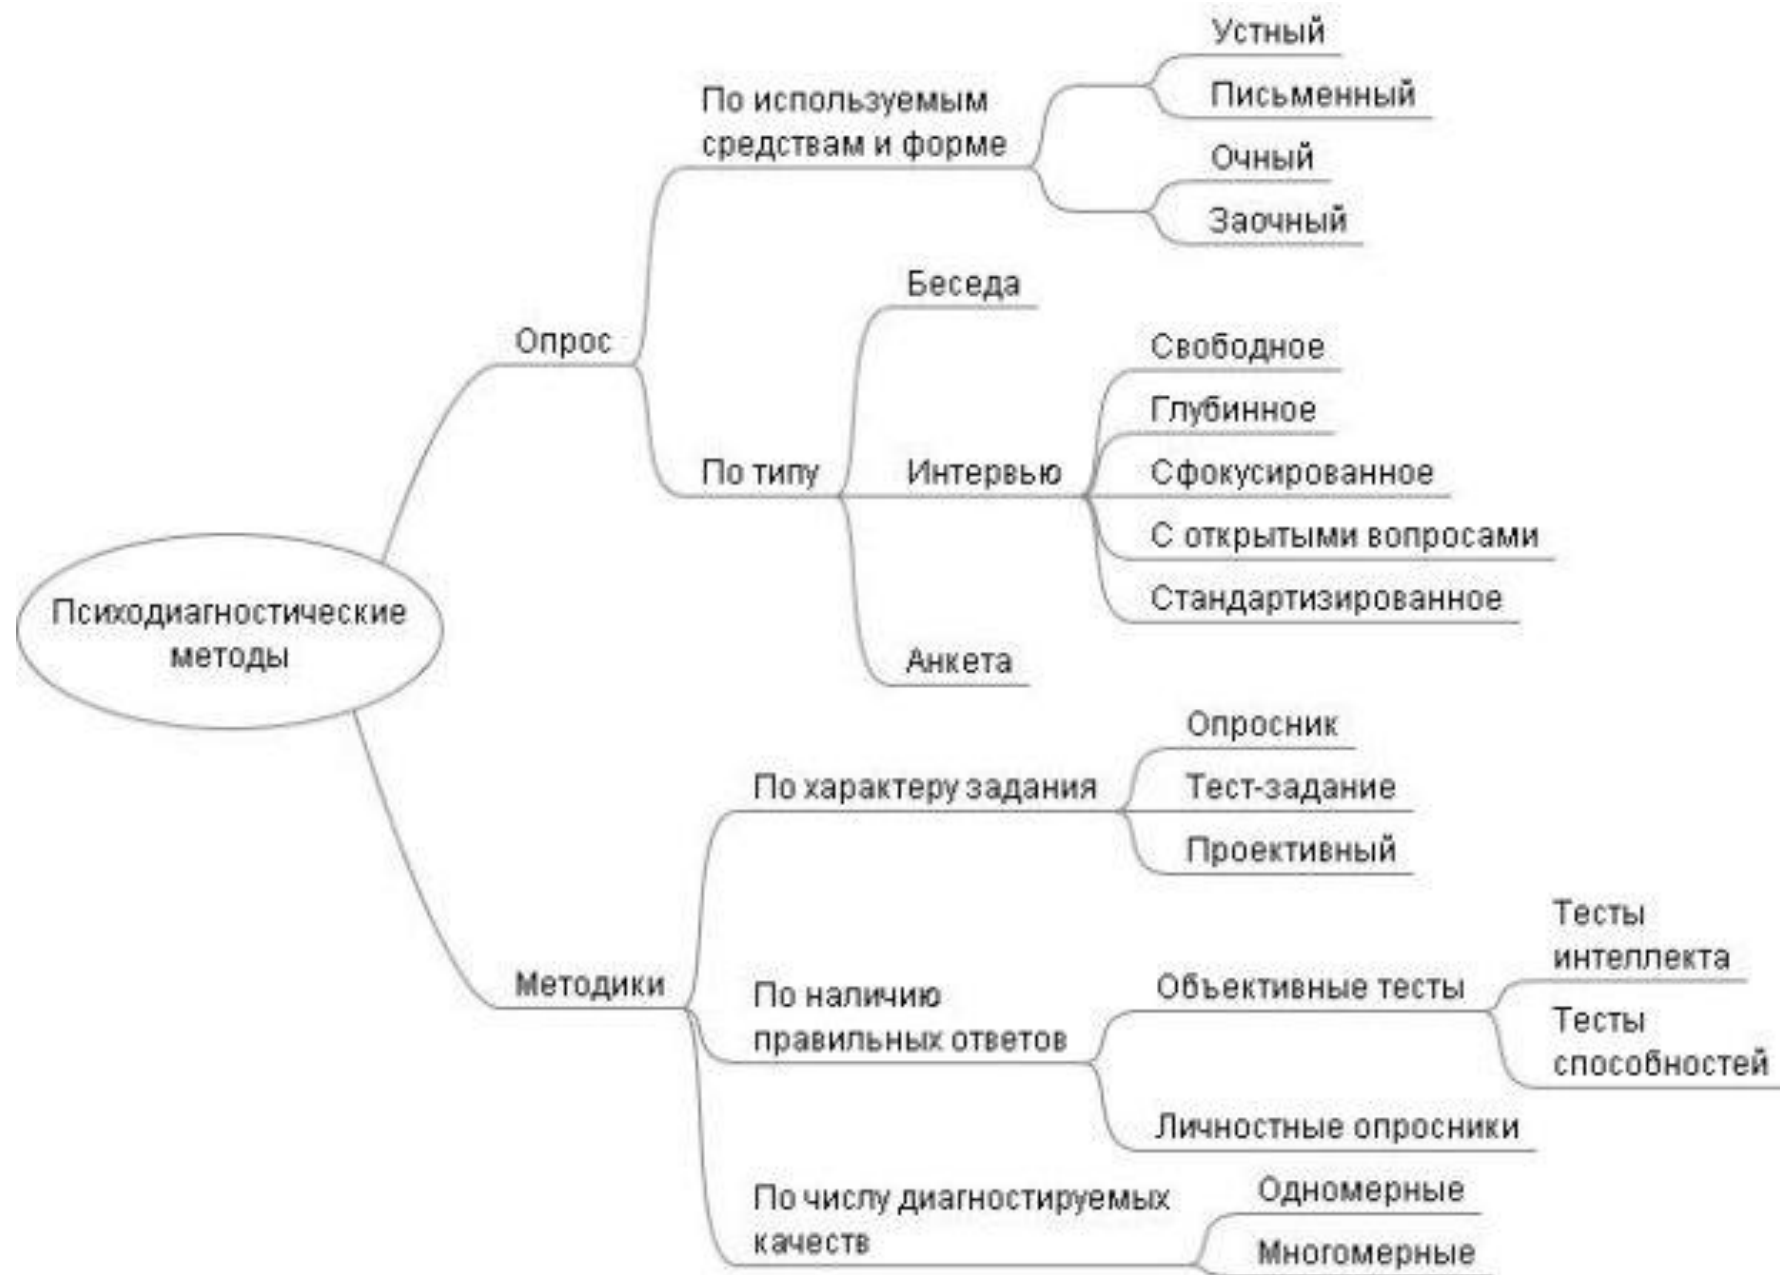 Психодиагностические
методы
Опрос
По используемым
средствам и форме
Устный
Письменный
Очный
Заочный
По типу
Беседа
Интервью
Свободное
Глубинное
Сфокусированное
С открытыми вопросами
Стандартизированное
Анкета
Методики
По характеру задания
Опросник
Тест-задание
Проективный
По наличию
правильных ответов
Объективные тесты
Тесты
интеллекта
Тесты
способностей
Личностные опросники
По числу диагностируемых
качеств
Одномерные
Многомерные